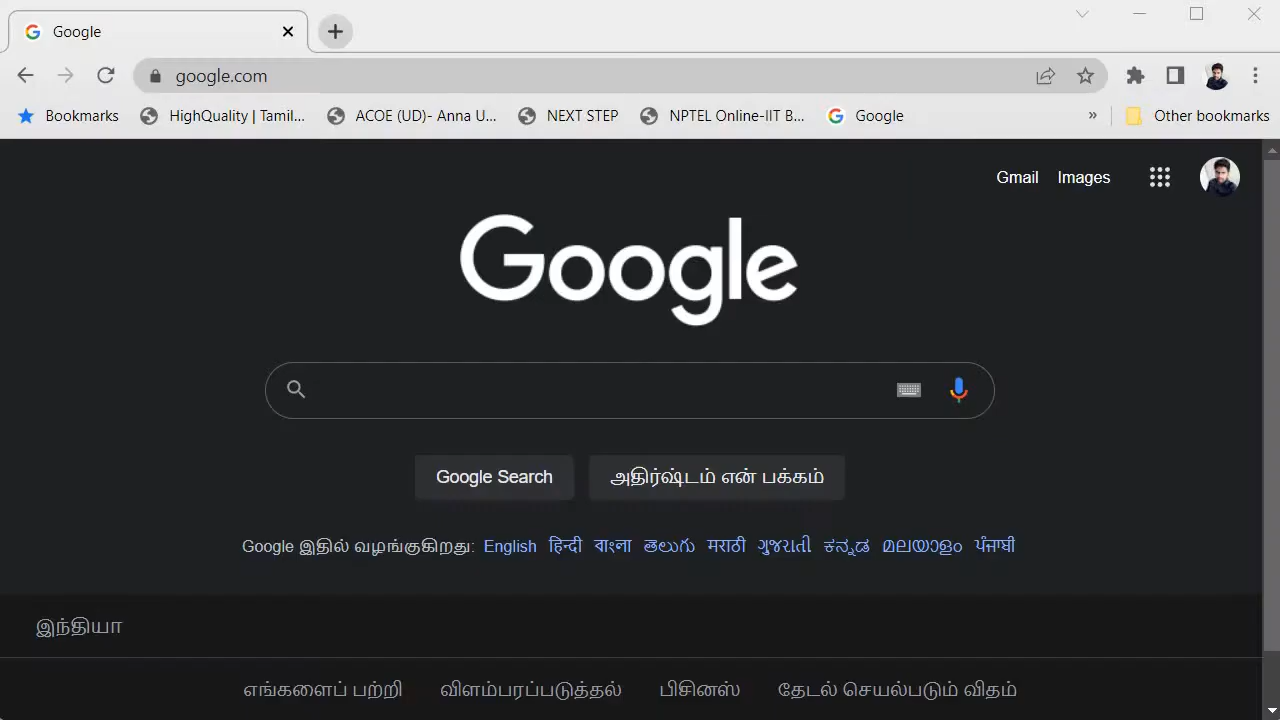 Google
google.com
Bookmarks HighQuality | Tamil... ACOE (UD)- Anna U... NEXT STEP NPTEL Online-IIT B... Google » Other bookmarks
Gmail Images
Google
Google Search அதிர்ஷ்டம் என் பக்கம்
Google இதில் வழங்குகிறது: English हिन्दी বাংলা తెలుగు मराठी ગુજરાતી ಕನ್ನಡ മലയാളം ਪੰਜਾਬੀ
இந்தியா
எங்களைப் பற்றி விளம்பரப்படுத்தல் பிசினஸ் தேடல் செயல்படும் விதம்